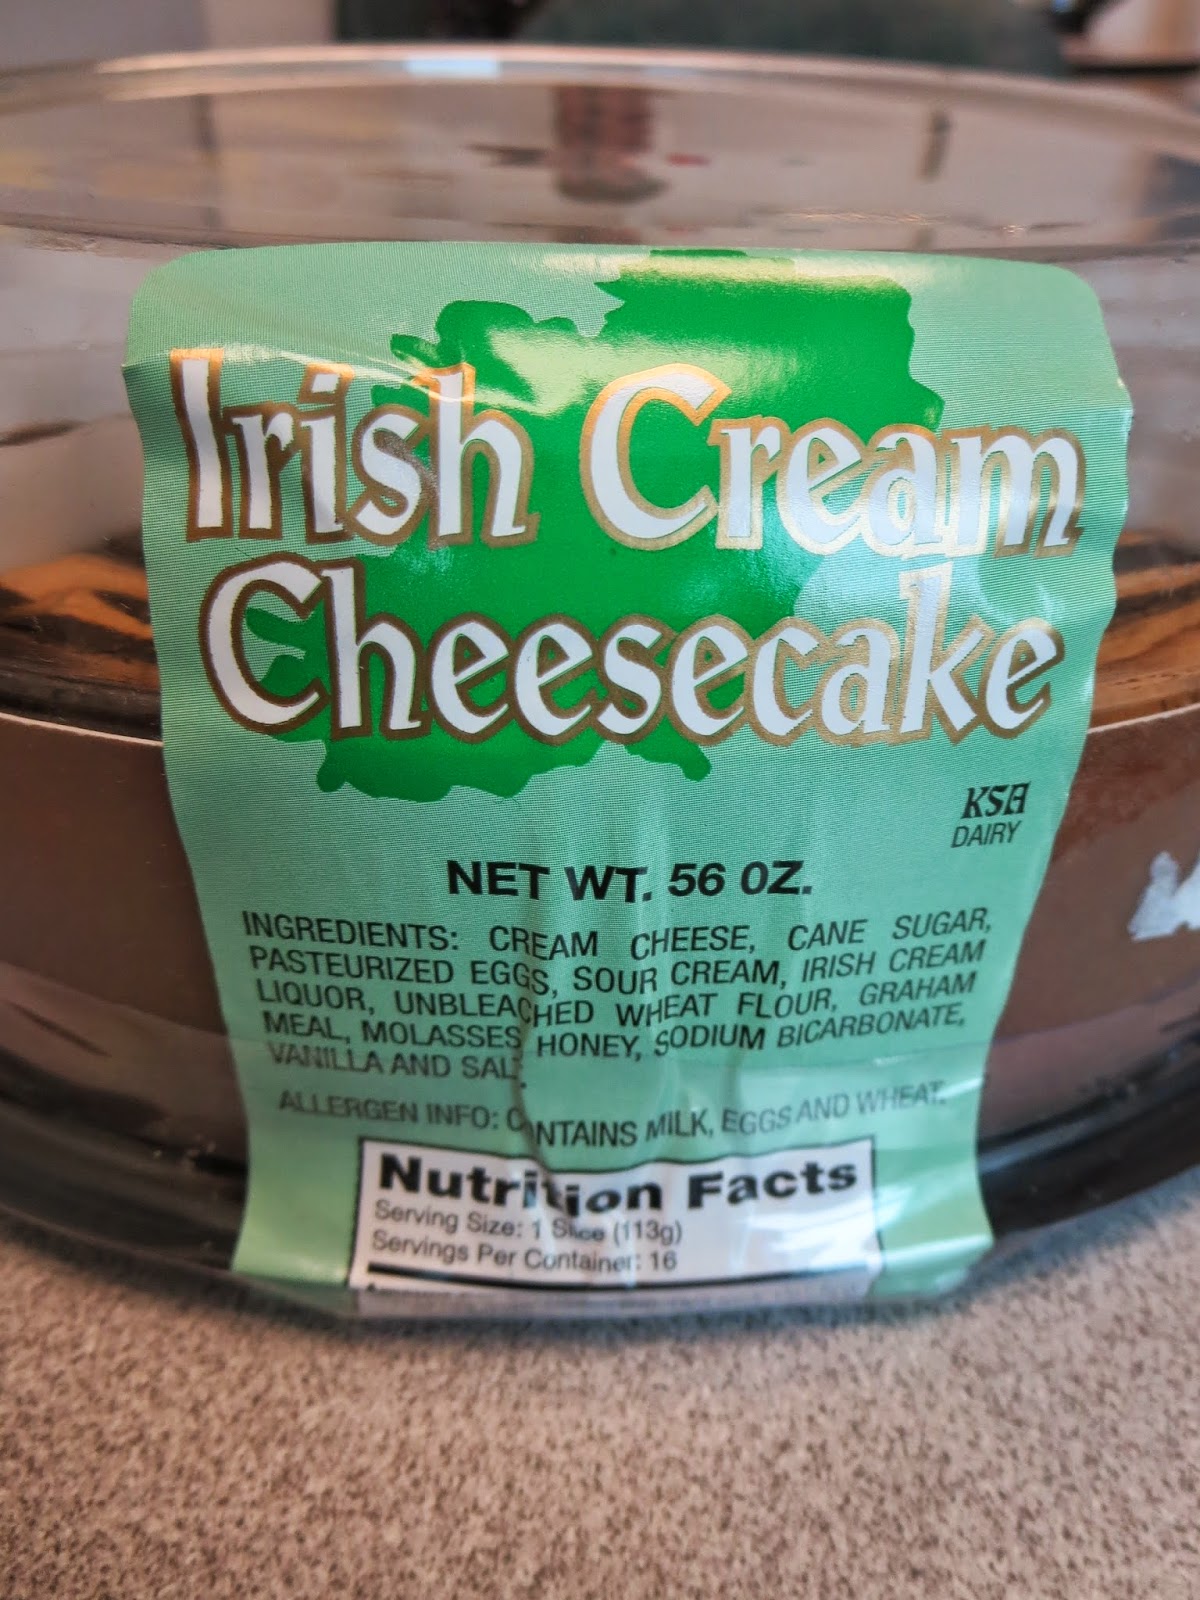 Irish Cream
Cheesecake
KSA
DAIRY
NET WT. 56 OZ.
INGREDIENTS: CREAM CHEESE, CANE SUGAR,
PASTEURIZED EGGS, SOUR CREAM, IRISH CREAM
LIQUOR, UNBLEACHED WHEAT FLOUR, GRAHAM
MEAL, MOLASSES HONEY, SODIUM BICARBONATE,
VANILLA AND SALT.
ALLERGEN INFO: CONTAINS MILK, EGGS AND WHEAT.
Nutrition Facts
Serving Size: 1 Slice (113g)
Servings Per Container: 16